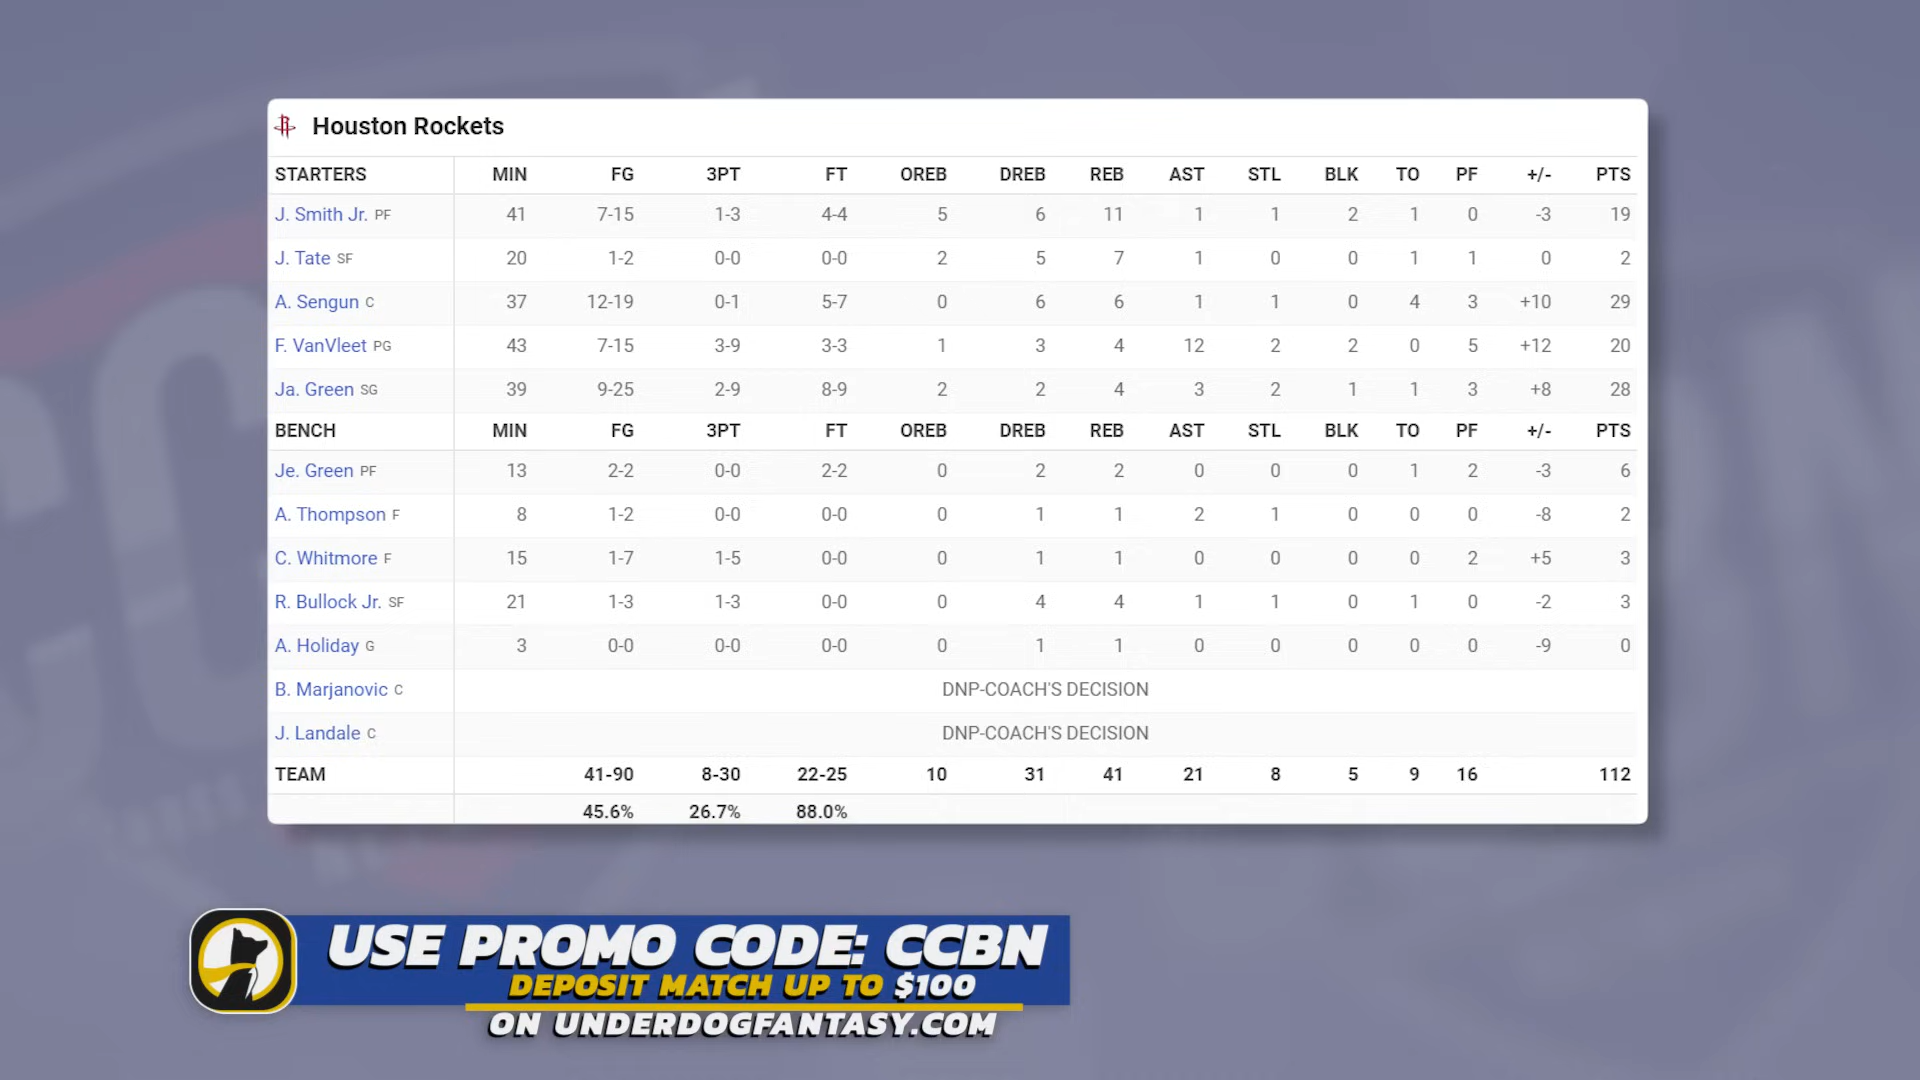 Houston Rockets
STARTERS MIN FG 3PT FT OREB DREB REB AST STL BLK TO PF +/- PTS
J. Smith Jr. PF 41 7-15 1-3 4-4 5 6 11 1 1 2 1 0 -3 19
J. Tate SF 20 1-2 0-0 0-0 2 5 7 1 0 0 1 1 0 2
A. Sengun C 37 12-19 0-1 5-7 0 6 6 1 1 0 4 3 +10 29
F. VanVleet PG 43 7-15 3-9 3-3 1 3 4 12 2 2 0 5 +12 20
Ja. Green SG 39 9-25 2-9 8-9 2 2 4 3 2 1 1 3 +8 28
BENCH MIN FG 3PT FT OREB DREB REB AST STL BLK TO PF +/- PTS
Je. Green PF 13 2-2 0-0 2-2 0 2 2 0 0 0 1 2 -3 6
A. Thompson F 8 1-2 0-0 0-0 0 1 1 2 1 0 0 0 -8 2
C. Whitmore F 15 1-7 1-5 0-0 0 1 1 0 0 0 0 2 +5 3
R. Bullock Jr. SF 21 1-3 1-3 0-0 0 4 4 1 1 0 1 0 -2 3
A. Holiday G 3 0-0 0-0 0-0 0 1 1 0 0 0 0 0 -9 0
B. Marjanovic C DNP-COACH'S DECISION
J. Landale C DNP-COACH'S DECISION
TEAM 41-90 8-30 22-25 10 31 41 21 8 5 9 16 112
45.6% 26.7% 88.0%
USE PROMO CODE: CCBN
DEPOSIT MATCH UP TO $100
ON UNDERDOGFANTASY.COM